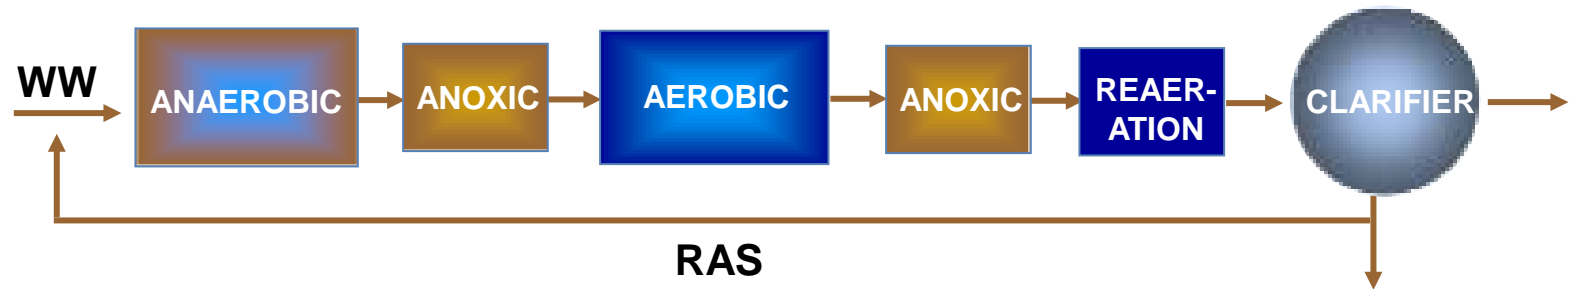 WW
ANAEROBIC
ANOXIC
AEROBIC
ANOXIC
REAER-
ATION
CLARIFIER
RAS